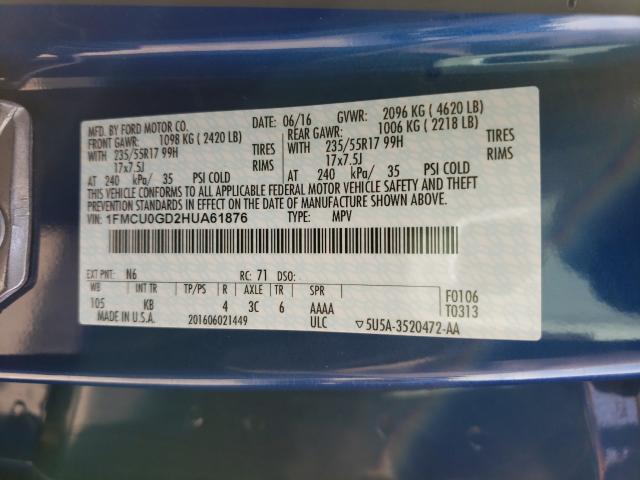 MFD. BY FORD MOTOR CO.
DATE: 06/16 GVWR: 2096 KG ( 4620 LB)
FRONT GAWR: 1098 KG ( 2420 LB)
REAR GAWR: 1006 KG ( 2218 LB)
WITH 235/55R17 99H TIRES
WITH 235/55R17 99H TIRES
17x7.5J RIMS
17x7.5J RIMS
AT 240 kPa/ 35 PSI COLD
AT 240 kPa/ 35 PSI COLD
THIS VEHICLE CONFORMS TO ALL APPLICABLE FEDERAL MOTOR VEHICLE SAFETY AND THEFT
PREVENTION STANDARDS IN EFFECT ON THE DATE OF MANUFACTURE SHOWN ABOVE.
VIN: 1FMCU0GD2HUA61876 TYPE: MPV
EXT PNT: N6 RC: 71 DSO:
WB INT TR TP/PS R AXLE TR SPR
105 KB 4 3C 6 AAAA
F0106
T0313
MADE IN U.S.A. 201606021449 ULC ▽5U5A-3520472-AA